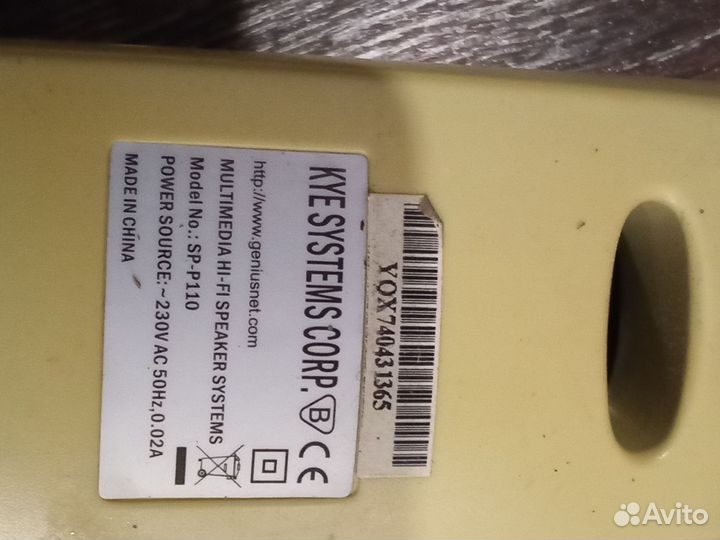 KYE SYSTEMS CORP.
http://www.geniusnet.com
MULTIMEDIA HI-FI SPEAKER SYSTEMS
Model No.: SP-P110
POWER SOURCE:~230V AC 50Hz,0.02A
MADE IN CHINA
B CE
YQX740431365
Avito